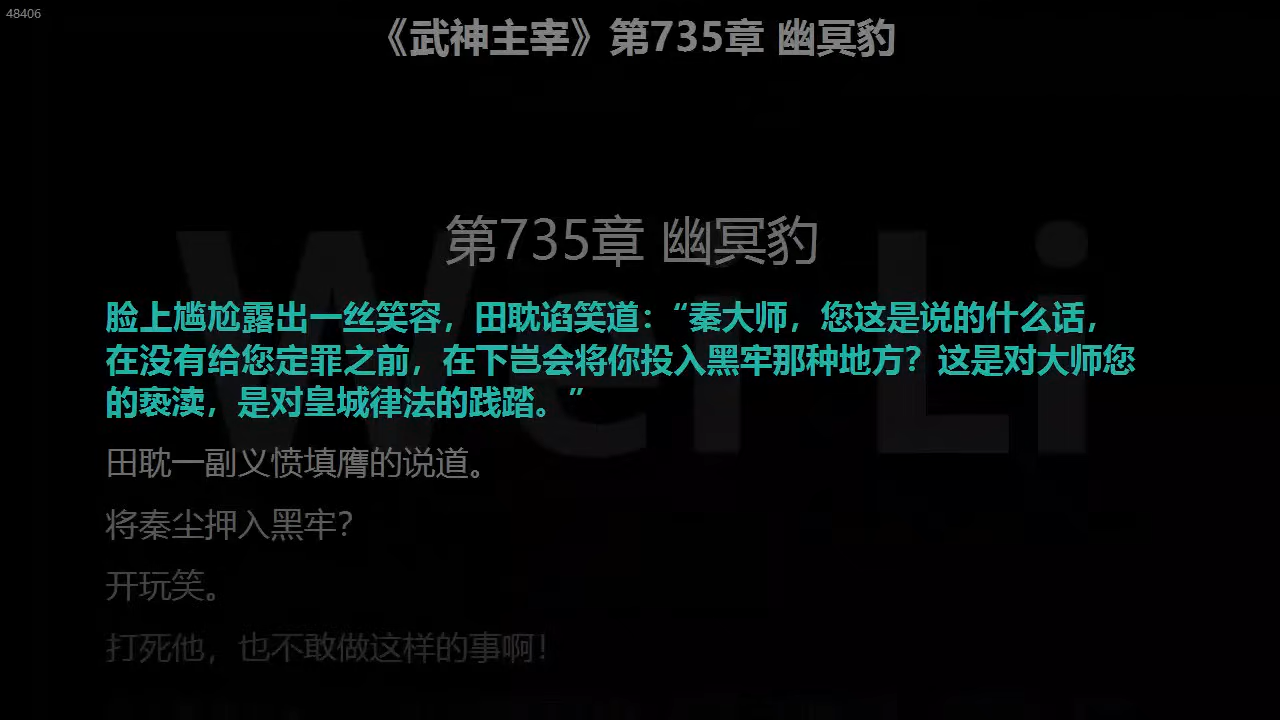 48406
《武神主宰》第735章 幽冥豹
第735章 幽冥豹
Wei Li
脸上尴尬露出一丝笑容，田耽谄笑道：“秦大师，您这是说的什么话，
在没有给您定罪之前，在下岂会将你投入黑牢那种地方？这是对大师您
的亵渎，是对皇城律法的践踏。”
田耽一副义愤填膺的说道。
将秦尘押入黑牢？
开玩笑。
打死他，也不敢做这样的事啊！